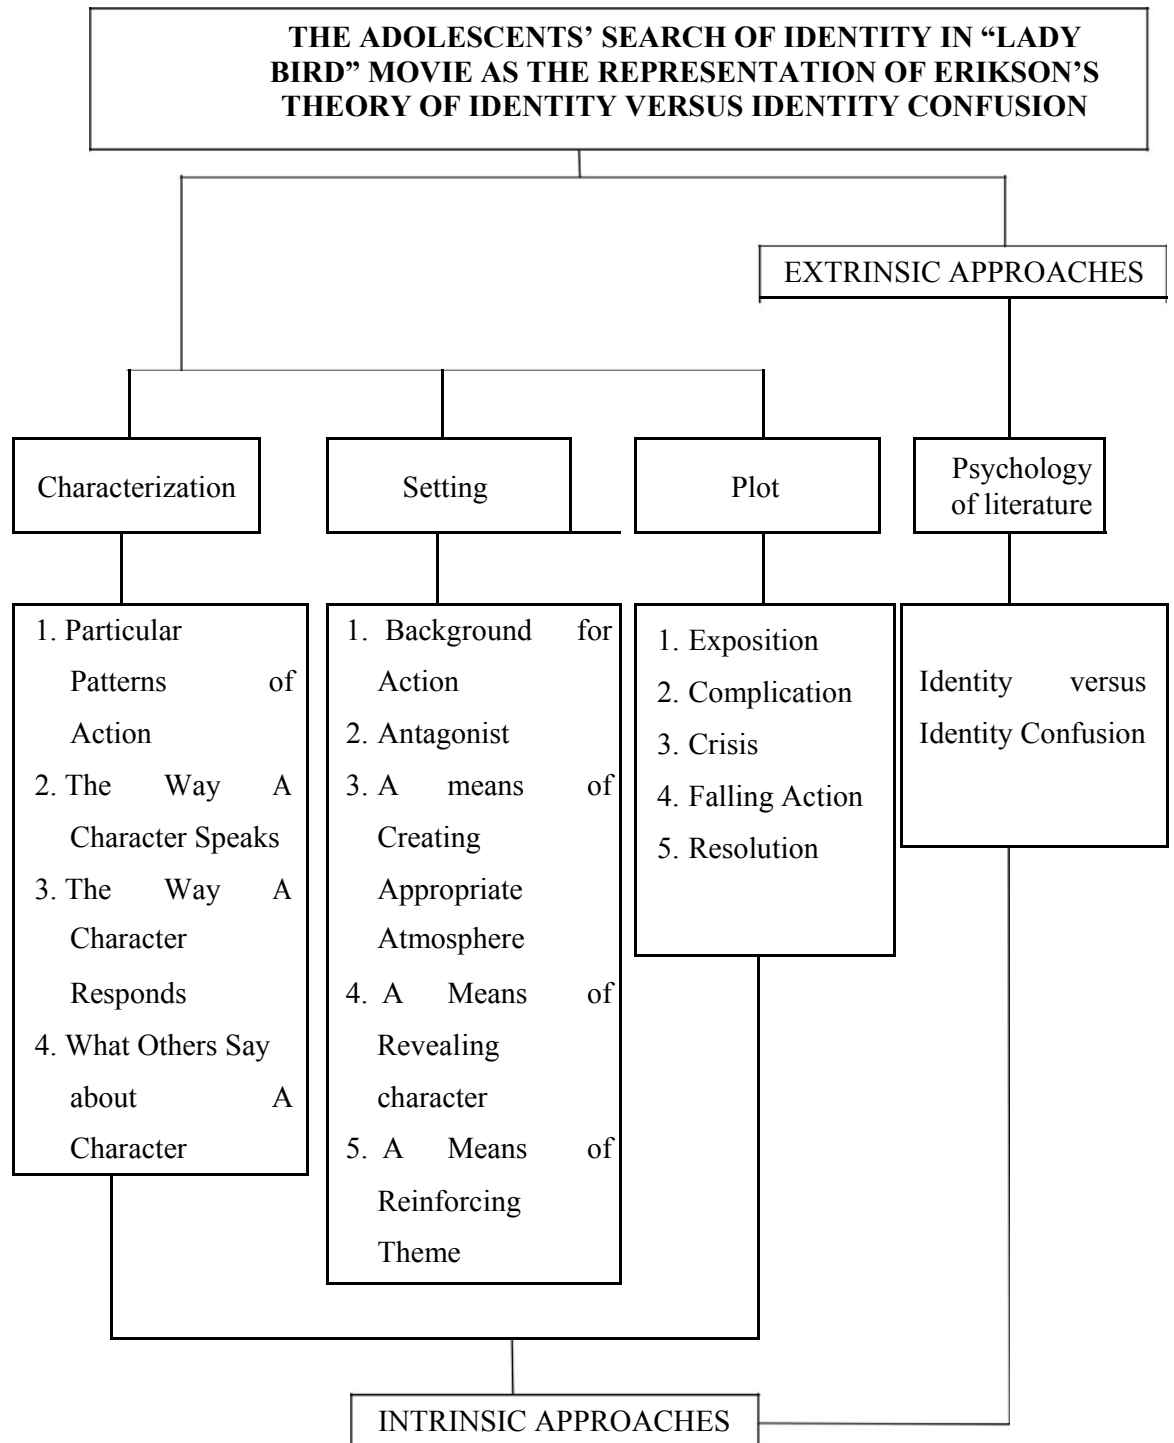 THE ADOLESCENTS’ SEARCH OF IDENTITY IN “LADY
BIRD” MOVIE AS THE REPRESENTATION OF ERIKSON’S
THEORY OF IDENTITY VERSUS IDENTITY CONFUSION
EXTRINSIC APPROACHES
Characterization
Setting
Plot
Psychology
of literature
1. Particular
Patterns of
Action
2. The Way A
Character Speaks
3. The Way A
Character
Responds
4. What Others Say
about A
Character
1. Background for
Action
2. Antagonist
3. A means of
Creating
Appropriate
Atmosphere
4. A Means of
Revealing
character
5. A Means of
Reinforcing
Theme
1. Exposition
2. Complication
3. Crisis
4. Falling Action
5. Resolution
Identity versus
Identity Confusion
INTRINSIC APPROACHES